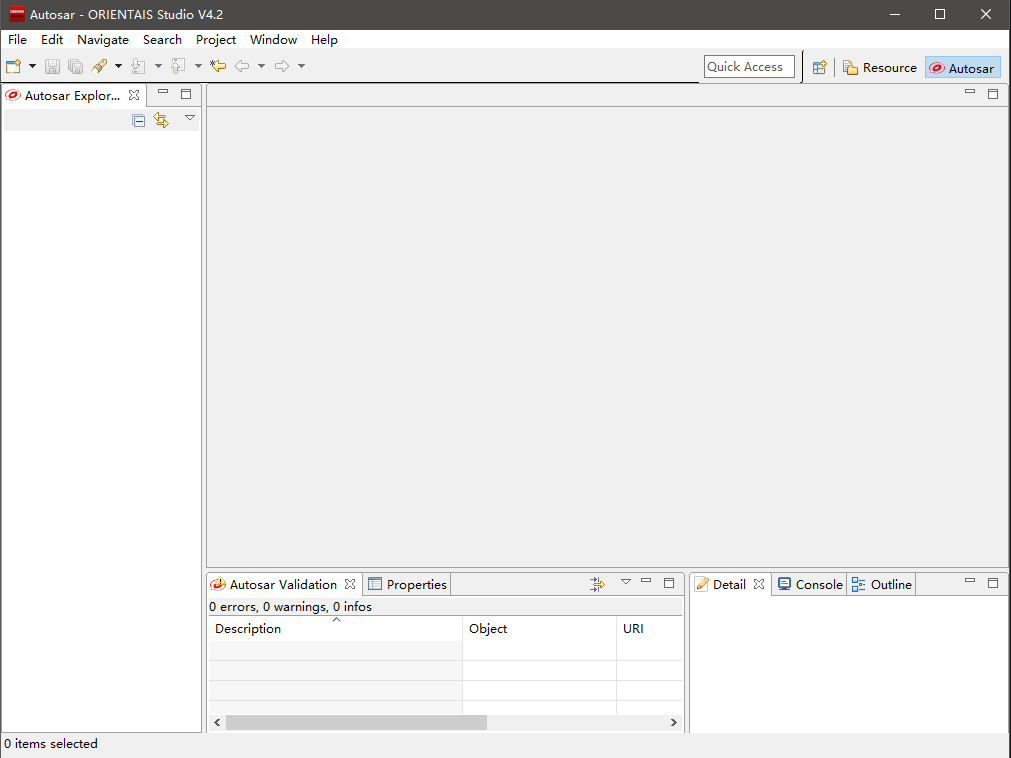 Autosar - ORIENTAIS Studio V4.2
File Edit Navigate Search Project Window Help
Quick Access Resource Autosar
Autosar Explor...
Autosar Validation Properties
Detail Console Outline
0 errors, 0 warnings, 0 infos
Description Object URI
0 items selected